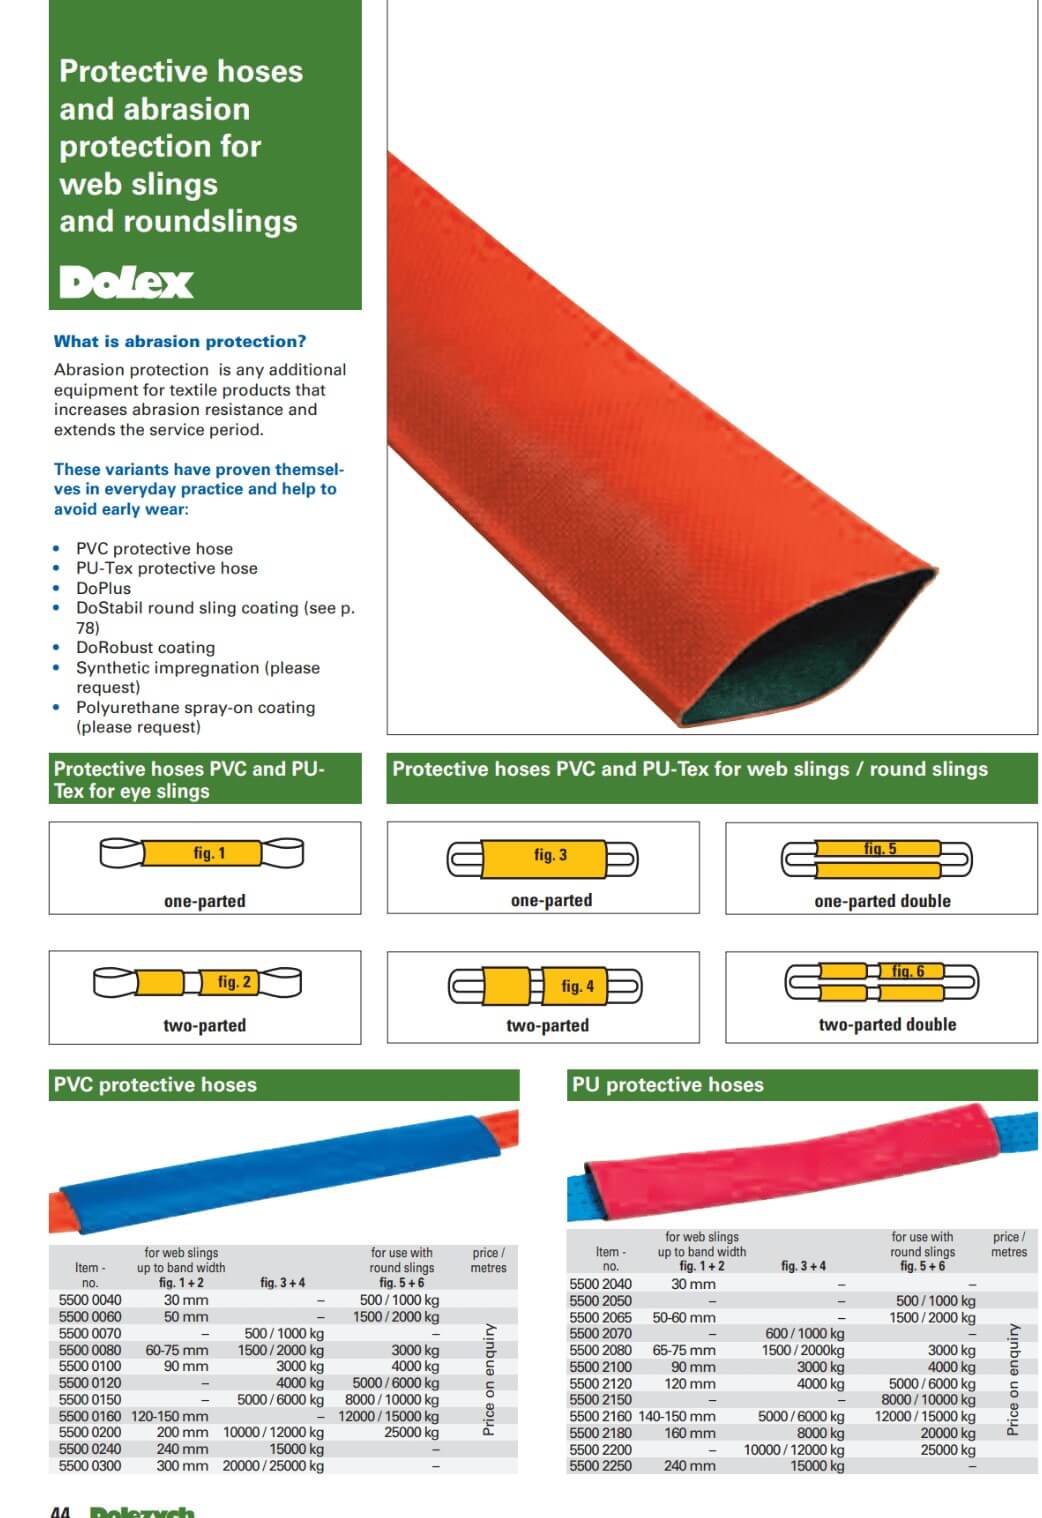 Protective hoses
and abrasion
protection for
web slings
and roundslings
Dolex
What is abrasion protection?
Abrasion protection is any additional
equipment for textile products that
increases abrasion resistance and
extends the service period.
These variants have proven themsel-
ves in everyday practice and help to
avoid early wear:
• PVC protective hose
• PU-Tex protective hose
• DoPlus
• DoStabil round sling coating (see p.
78)
• DoRobust coating
• Synthetic impregnation (please
request)
• Polyurethane spray-on coating
(please request)
Protective hoses PVC and PU-
Tex for eye slings
Protective hoses PVC and PU-Tex for web slings / round slings
fig. 1
one-parted
fig. 3
one-parted
fig. 5
one-parted double
fig. 2
two-parted
fig. 4
two-parted
fig. 6
two-parted double
PVC protective hoses
for web slings for use with price /
Item - up to band width round slings metres
no. fig. 1 + 2 fig. 3 + 4 fig. 5 + 6
5500 0040 30 mm – 500 / 1000 kg
5500 0060 50 mm – 1500 / 2000 kg
5500 0070 – 500 / 1000 kg –
5500 0080 60-75 mm 1500 / 2000 kg 3000 kg
5500 0100 90 mm 3000 kg 4000 kg
5500 0120 – 4000 kg 5000 / 6000 kg
5500 0150 – 5000 / 6000 kg 8000 / 10000 kg
5500 0160 120-150 mm – 12000 / 15000 kg
5500 0200 200 mm 10000 / 12000 kg 25000 kg
5500 0240 240 mm 15000 kg –
5500 0300 300 mm 20000 / 25000 kg –
Price on enquiry
PU protective hoses
for web slings for use with price /
Item - up to band width round slings metres
no. fig. 1 + 2 fig. 3 + 4 fig. 5 + 6
5500 2040 30 mm – –
5500 2050 – – 500 / 1000 kg
5500 2065 50-60 mm – 1500 / 2000 kg
5500 2070 – 600 / 1000 kg –
5500 2080 65-75 mm 1500 / 2000kg 3000 kg
5500 2100 90 mm 3000 kg 4000 kg
5500 2120 120 mm 4000 kg 5000 / 6000 kg
5500 2150 – – 8000 / 10000 kg
5500 2160 140-150 mm 5000 / 6000 kg 12000 / 15000 kg
5500 2180 160 mm 8000 kg 20000 kg
5500 2200 – 10000 / 12000 kg 25000 kg
5500 2250 240 mm 15000 kg –
Price on enquiry
44 Dolezych